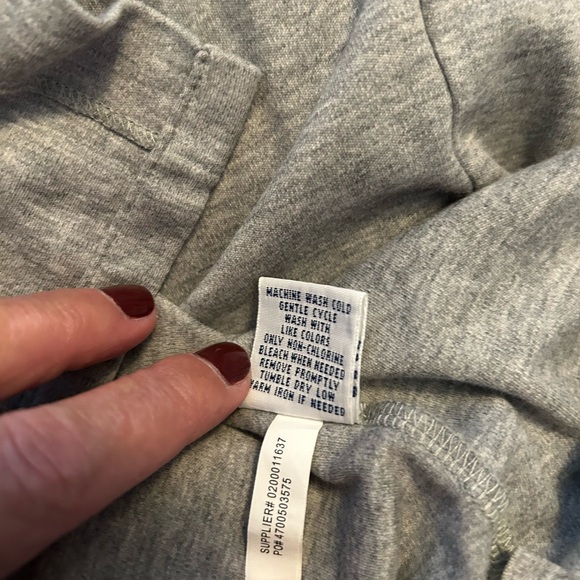 MACHINE WASH COLD
GENTLE CYCLE
WASH WITH
LIKE COLORS
ONLY NON-CHLORINE
BLEACH WHEN NEEDED
REMOVE PROMPTLY
TUMBLE DRY LOW
IRON IF NEEDED
SUPPLIER# 0200011637
PO#4700503575